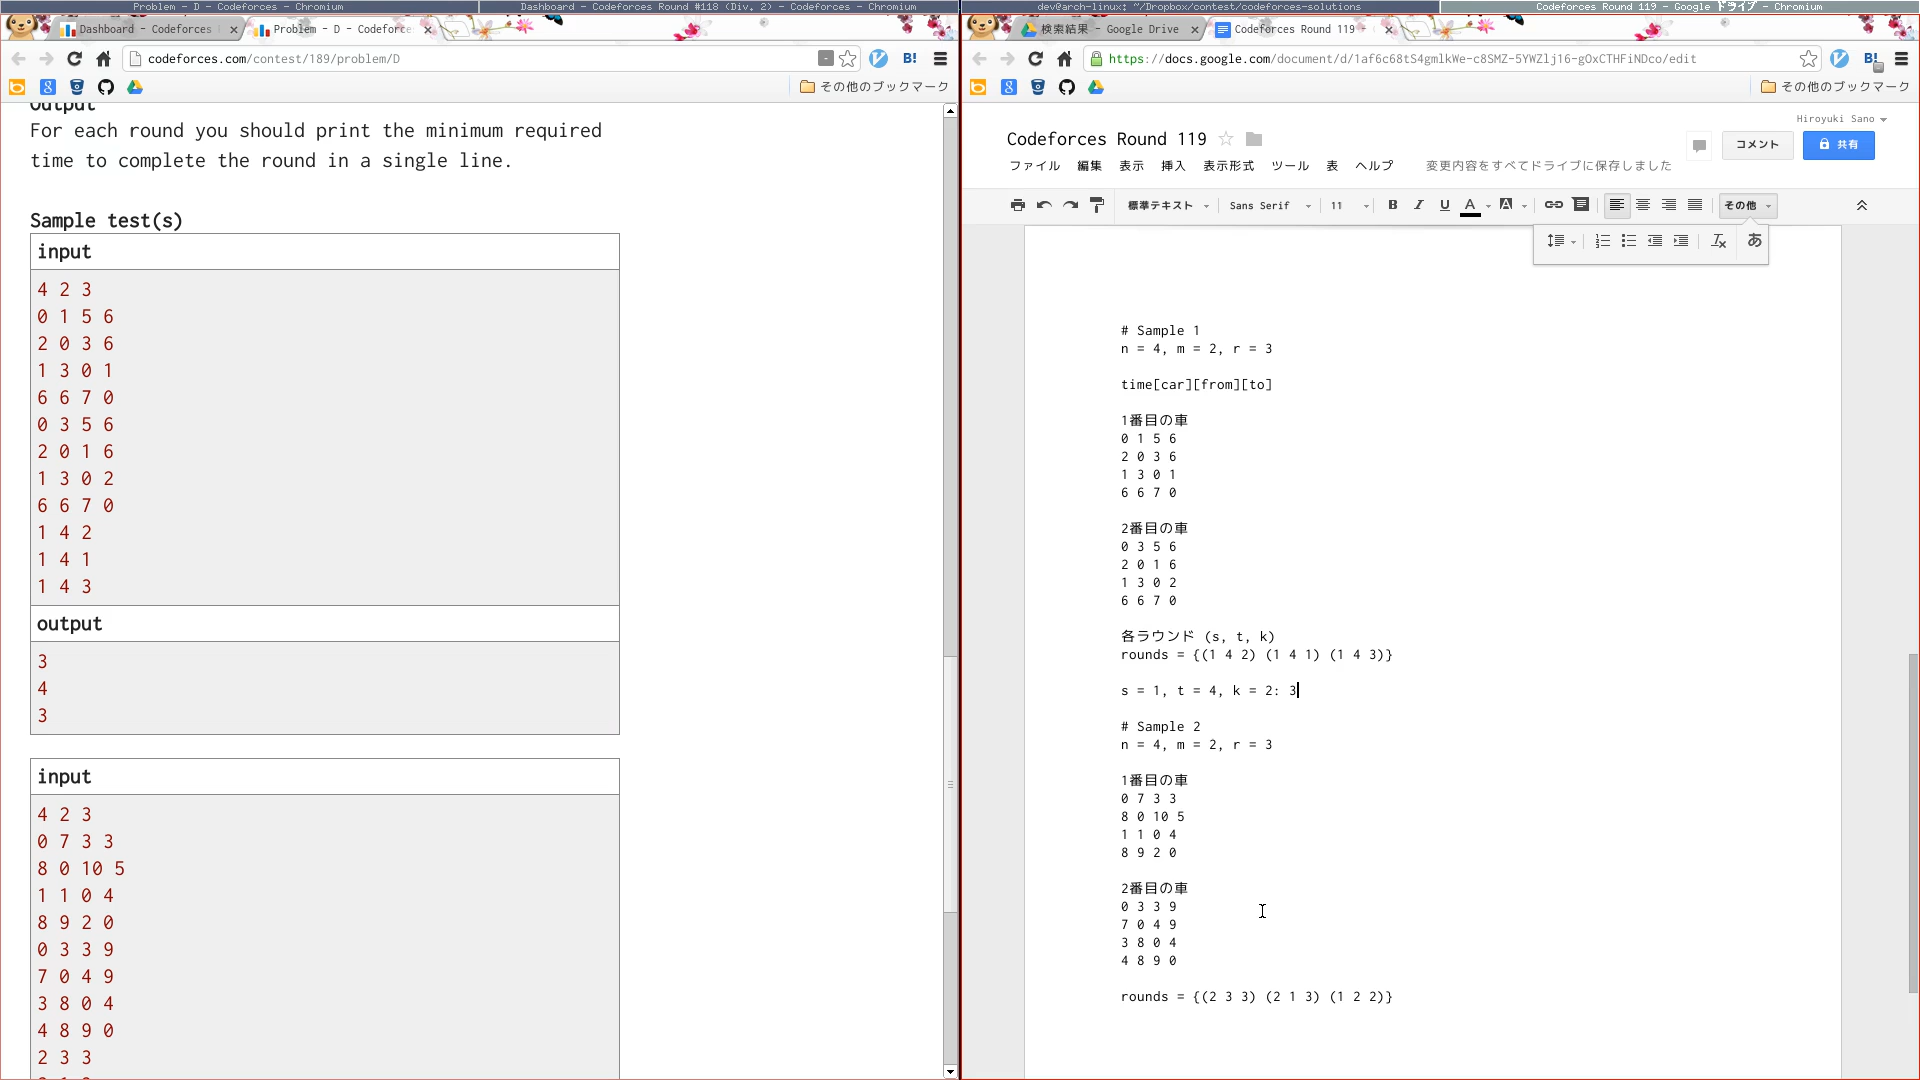 Problem - D - Codeforces - Chromium
Dashboard - Codeforces Round #118 (Div. 2) - Codeforces - Chromium
dev@arch-linux: ~/Dropbox/contest/codeforces-solutions
Codeforces Round 119 - Google ドライブ - Chromium
Dashboard - Codeforces
Problem - D - Codeforce
codeforces.com/contest/189/problem/D
B!
その他のブックマーク
Output
For each round you should print the minimum required
time to complete the round in a single line.
Sample test(s)
input
4 2 3
0 1 5 6
2 0 3 6
1 3 0 1
6 6 7 0
0 3 5 6
2 0 1 6
1 3 0 2
6 6 7 0
1 4 2
1 4 1
1 4 3
output
3
4
3
input
4 2 3
0 7 3 3
8 0 10 5
1 1 0 4
8 9 2 0
0 3 3 9
7 0 4 9
3 8 0 4
4 8 9 0
2 3 3
検索結果 - Google Drive
Codeforces Round 119 -
https://docs.google.com/document/d/1af6c68tS4gmlkWe-c8SMZ-5YWZlj16-gOxCTHFiNDco/edit
B!
その他のブックマーク
Hiroyuki Sano
Codeforces Round 119
コメント
共有
ファイル 編集 表示 挿入 表示形式 ツール 表 ヘルプ 変更内容をすべてドライブに保存しました
標準テキスト Sans Serif 11 B I U A A その他
あ
# Sample 1
n = 4, m = 2, r = 3
time[car][from][to]
1番目の車
0 1 5 6
2 0 3 6
1 3 0 1
6 6 7 0
2番目の車
0 3 5 6
2 0 1 6
1 3 0 2
6 6 7 0
各ラウンド (s, t, k)
rounds = {(1 4 2) (1 4 1) (1 4 3)}
s = 1, t = 4, k = 2: 3
# Sample 2
n = 4, m = 2, r = 3
1番目の車
0 7 3 3
8 0 10 5
1 1 0 4
8 9 2 0
2番目の車
0 3 3 9
7 0 4 9
3 8 0 4
4 8 9 0
rounds = {(2 3 3) (2 1 3) (1 2 2)}